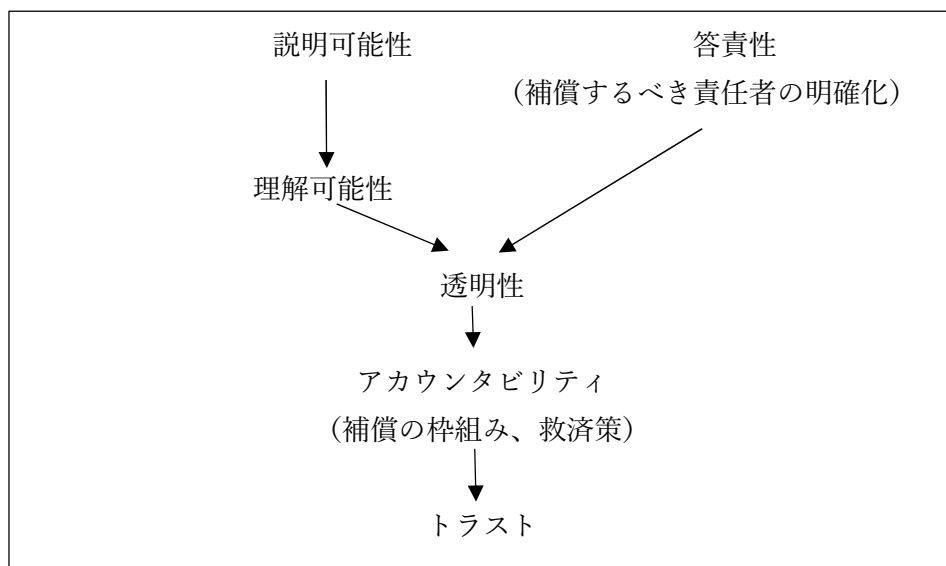 説明可能性
答責性
（補償するべき責任者の明確化）
理解可能性
透明性
アカウンタビリティ
（補償の枠組み、救済策）
トラスト